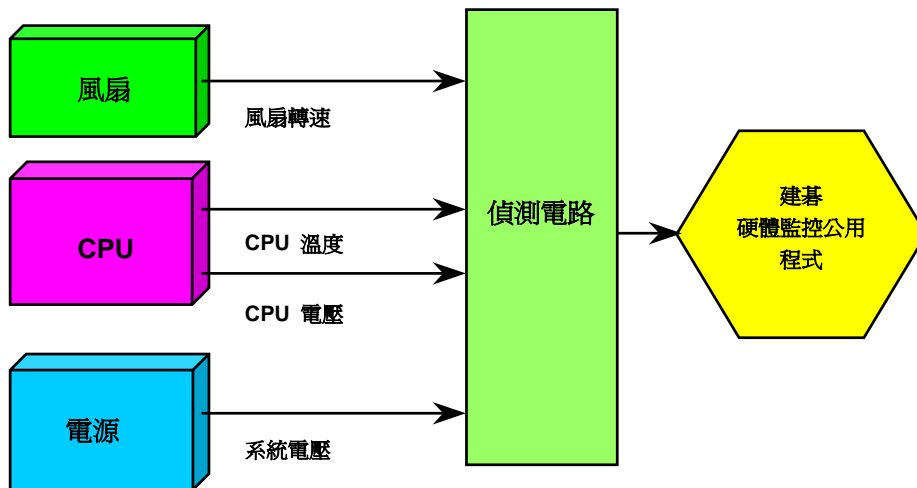 風扇
風扇轉速
CPU
CPU 溫度
CPU 電壓
電源
系統電壓
偵測電路
建碁
硬體監控公用
程式